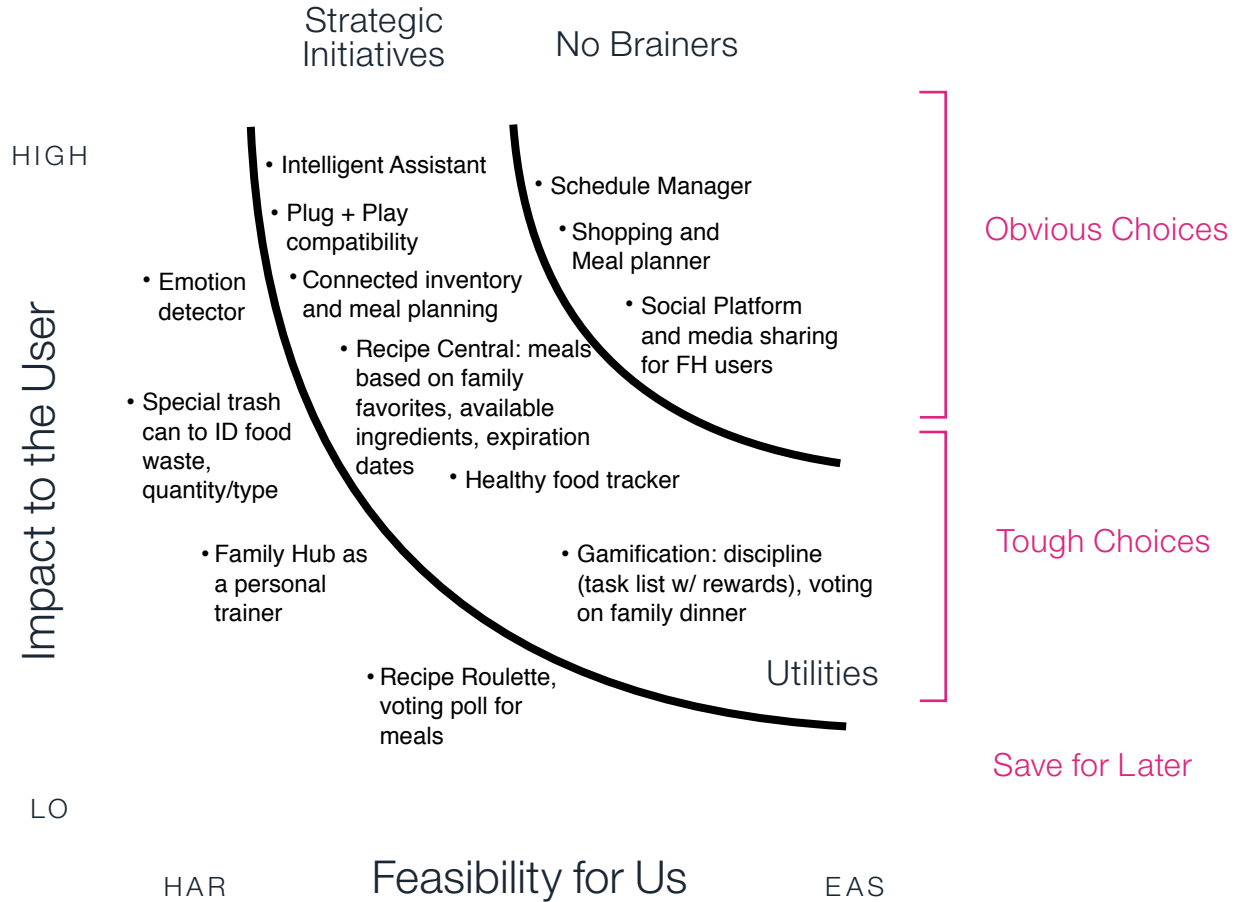 Strategic
Initiatives
No Brainers
HIGH
• Intelligent Assistant
• Plug + Play
compatibility
• Emotion
detector
• Connected inventory
and meal planning
• Recipe Central: meals
based on family
favorites, available
ingredients, expiration
dates
• Special trash
can to ID food
waste,
quantity/type
• Healthy food tracker
• Family Hub as
a personal
trainer
• Gamification: discipline
(task list w/ rewards), voting
on family dinner
• Recipe Roulette,
voting poll for
meals
Utilities
• Schedule Manager
• Shopping and
Meal planner
• Social Platform
and media sharing
for FH users
Obvious Choices
Tough Choices
Save for Later
Impact to the User
LO
HAR
Feasibility for Us
EAS